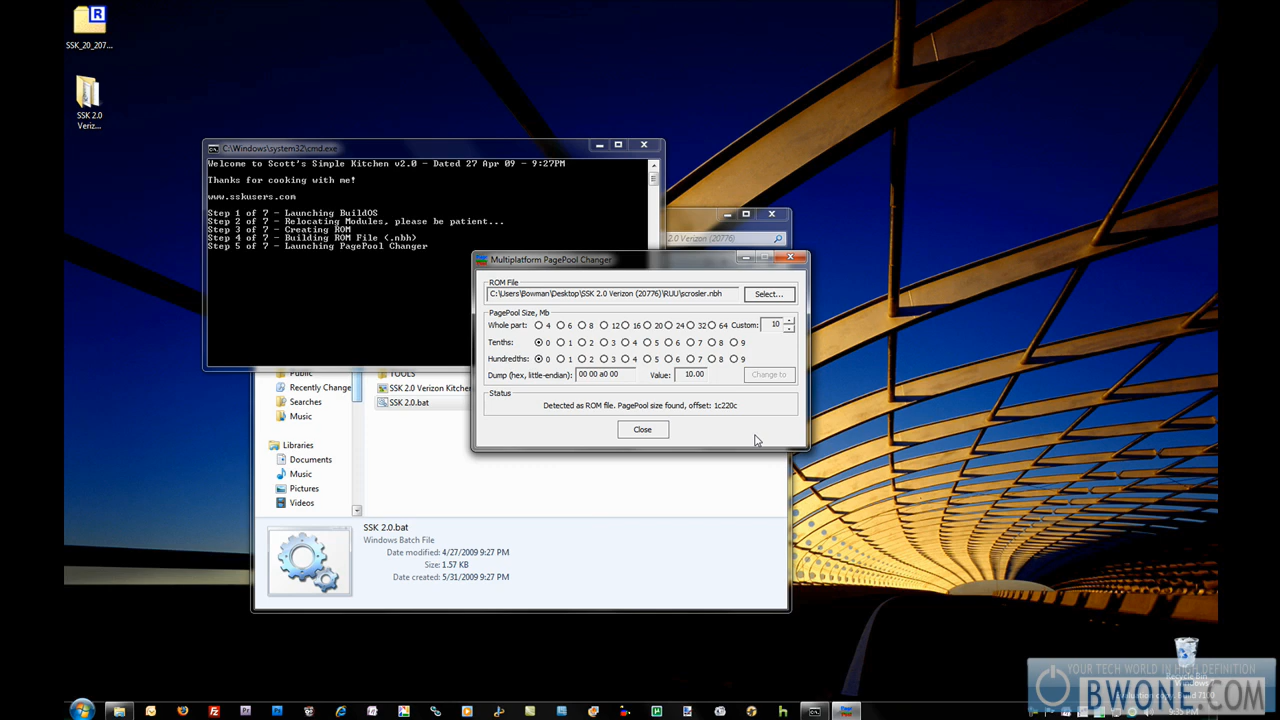 SSK_20_207...
SSK 2.0
Veriz...
C:\Windows\system32\cmd.exe
Welcome to Scott's Simple Kitchen v2.0 - Dated 27 Apr 09 - 9:27PM
Thanks for cooking with me!
www.sskusers.com
Step 1 of 7 - Launching BuildOS
Step 2 of 7 - Relocating Modules, please be patient...
Step 3 of 7 - Creating ROM
Step 4 of 7 - Building ROM File (.nbh)
Step 5 of 7 - Launching PagePool Changer
2.0 Verizon (20776)
Multiplatform PagePool Changer
ROM File
C:\Users\Bowman\Desktop\SSK 2.0 Verizon (20776)\RUU\scrosler.nbh
Select...
PagePool Size, Mb
Whole part: 4 6 8 12 16 20 24 32 64 Custom: 10
Tenths: 0 1 2 3 4 5 6 7 8 9
Hundredths: 0 1 2 3 4 5 6 7 8 9
Dump (hex, little-endian): 00 00 a0 00 Value: 10.00 Change to
Status
Detected as ROM file. PagePool size found, offset: 1c220c
Close
Public
Recently Change
Searches
Music
Libraries
Documents
Music
Pictures
Videos
TOOLS
SSK 2.0 Verizon Kitchen
SSK 2.0.bat
SSK 2.0.bat
Windows Batch File
Date modified: 4/27/2009 9:27 PM
Size: 1.57 KB
Date created: 5/31/2009 9:27 PM
Recycle Bin
Evaluation copy. Build 7100
YOUR TECH WORLD IN HIGH DEFINITION
BWONE.COM
9:35 PM